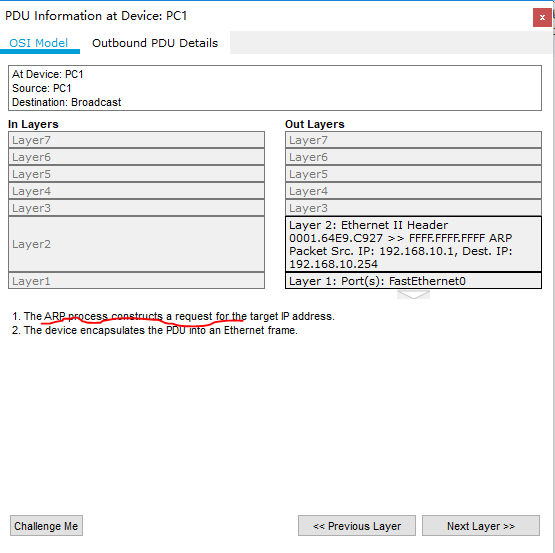 PDU Information at Device: PC1
x
OSI Model
Outbound PDU Details
At Device: PC1
Source: PC1
Destination: Broadcast
In Layers
Out Layers
Layer7
Layer7
Layer6
Layer6
Layer5
Layer5
Layer4
Layer4
Layer3
Layer3
Layer2
Layer 2: Ethernet II Header
0001.64E9.C927 >> FFFF.FFFF.FFFF ARP
Packet Src. IP: 192.168.10.1, Dest. IP:
192.168.10.254
Layer1
Layer 1: Port(s): FastEthernet0
1. The ARP process constructs a request for the target IP address.
2. The device encapsulates the PDU into an Ethernet frame.
Challenge Me
<< Previous Layer
Next Layer >>